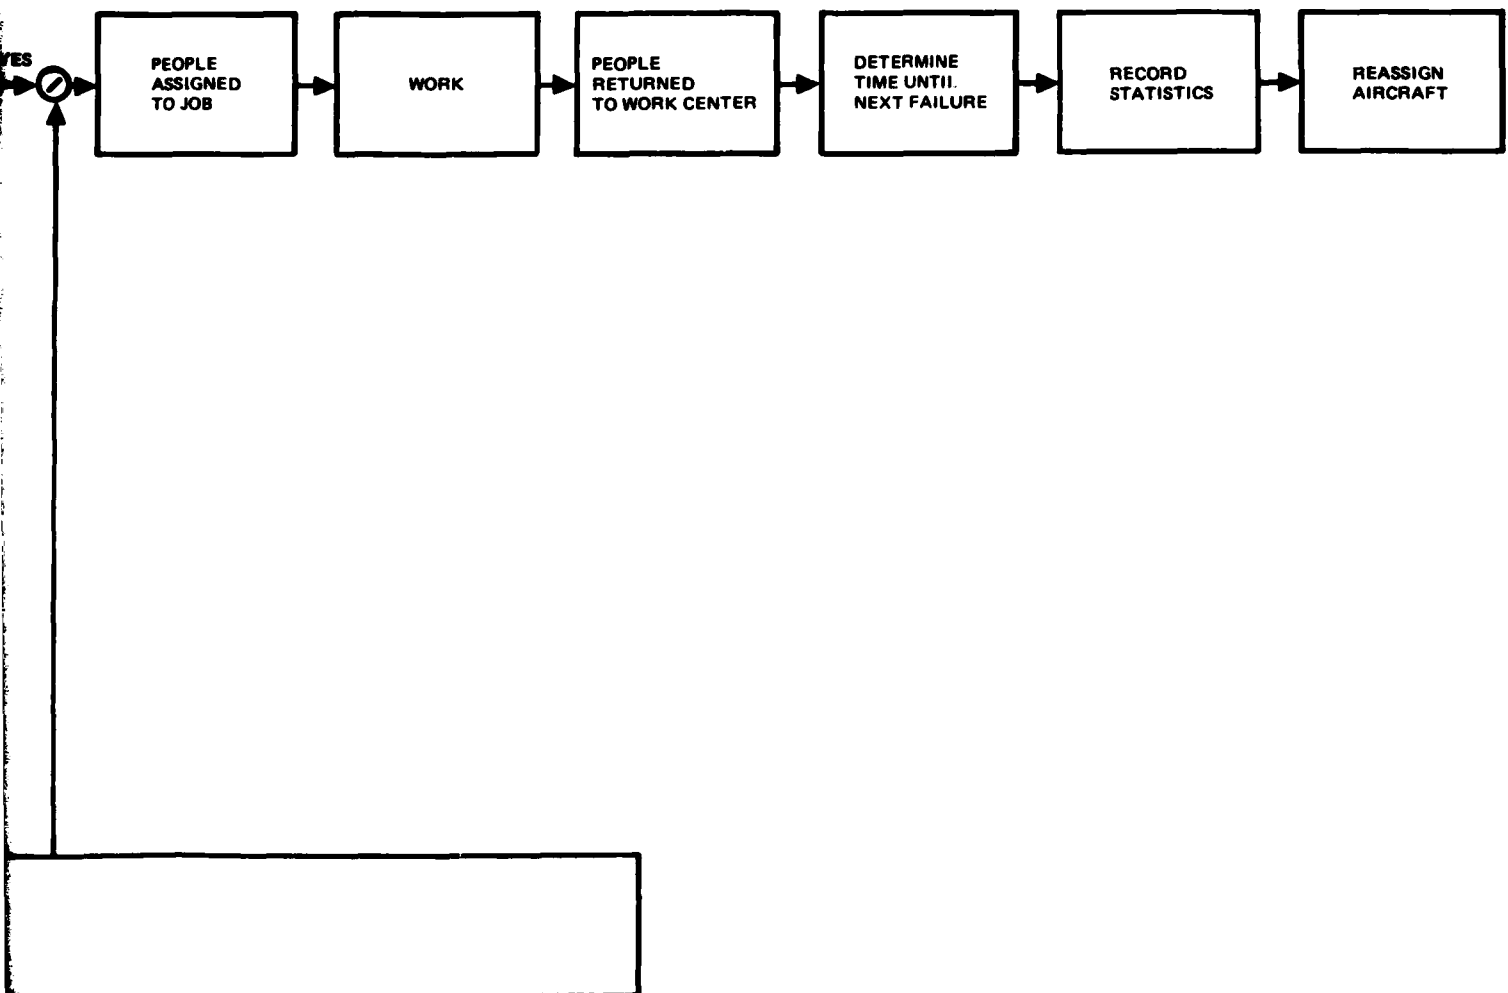 YES
PEOPLE
ASSIGNED
TO JOB
WORK
PEOPLE
RETURNED
TO WORK CENTER
DETERMINE
TIME UNTIL
NEXT FAILURE
RECORD
STATISTICS
REASSIGN
AIRCRAFT